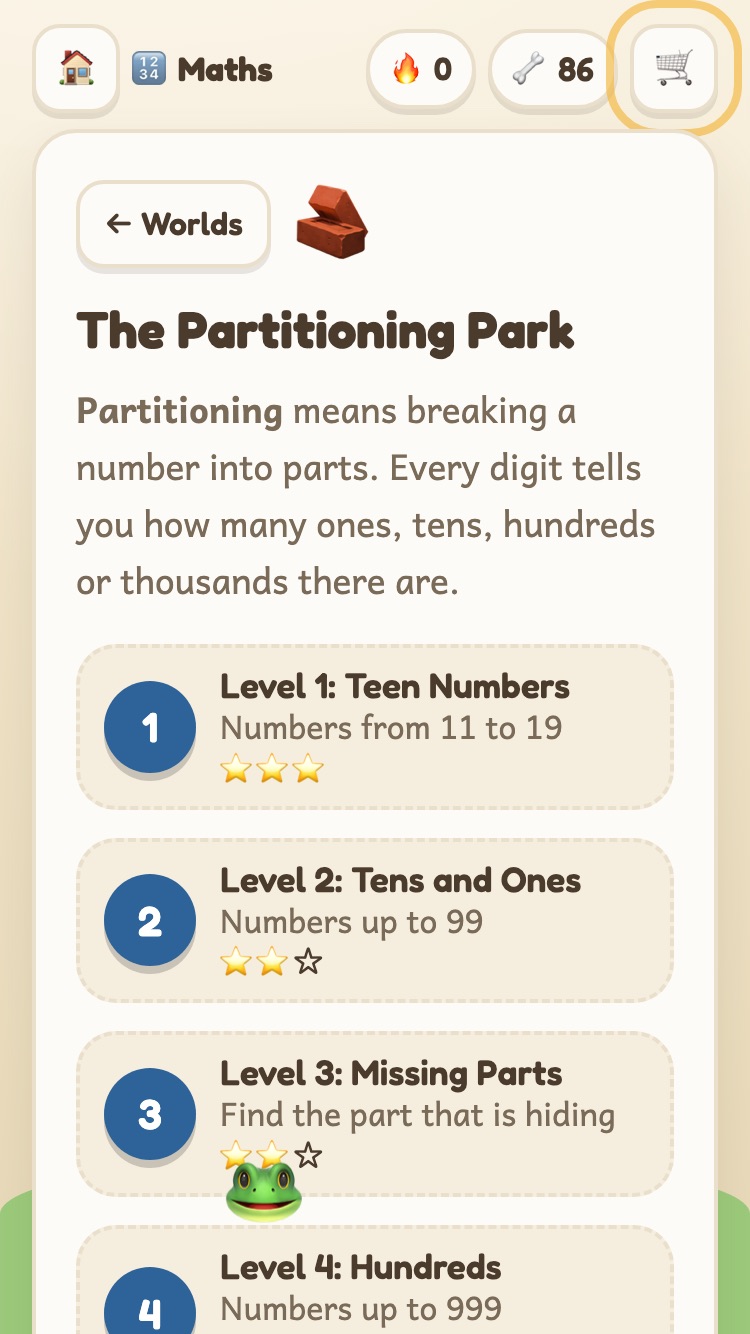 Maths
0
86
← Worlds
The Partitioning Park
Partitioning means breaking a
number into parts. Every digit tells
you how many ones, tens, hundreds
or thousands there are.
1
Level 1: Teen Numbers
Numbers from 11 to 19
2
Level 2: Tens and Ones
Numbers up to 99
3
Level 3: Missing Parts
Find the part that is hiding
4
Level 4: Hundreds
Numbers up to 999